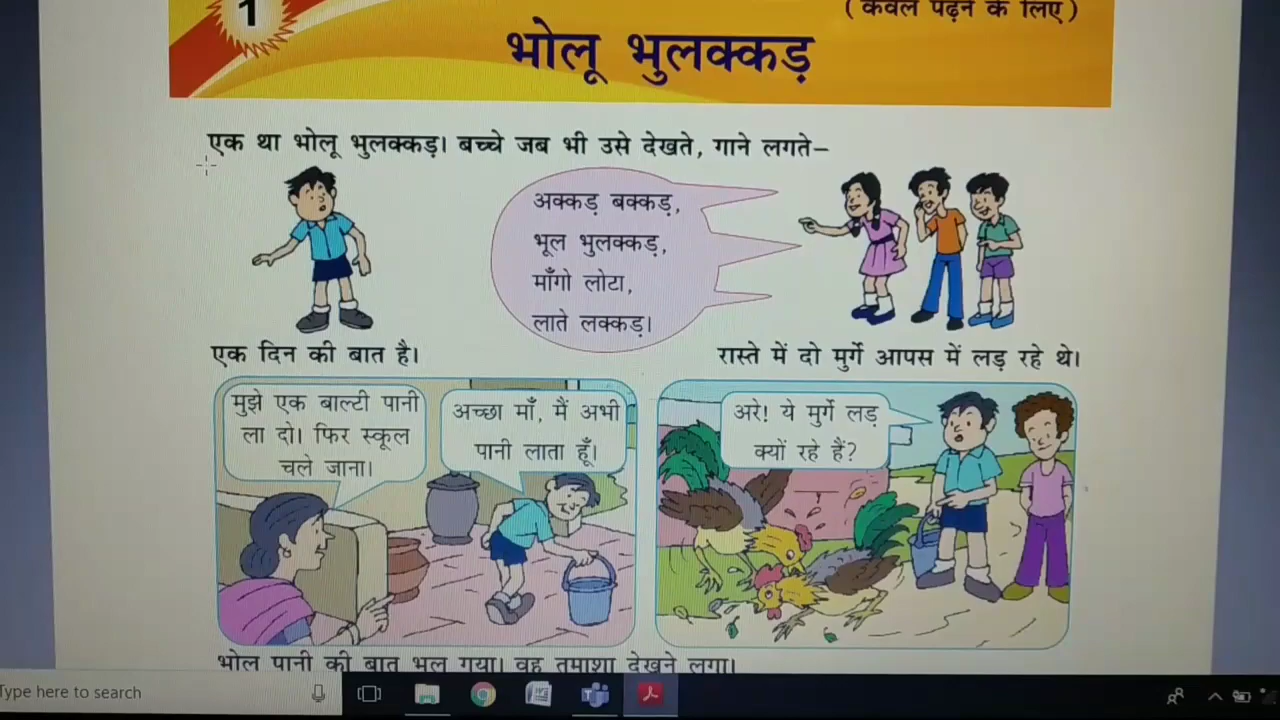 1
(केवल पढ़ने के लिए)
भोलू भुलक्कड़
एक था भोलू भुलक्कड़। बच्चे जब भी उसे देखते, गाने लगते–
अक्कड़ बक्कड़,
भूल भुलक्कड़,
माँगो लोटा,
लाते लक्कड़।
एक दिन की बात है।
मुझे एक बाल्टी पानी
ला दो। फिर स्कूल
चले जाना।
अच्छा माँ, मैं अभी
पानी लाता हूँ।
रास्ते में दो मुर्गे आपस में लड़ रहे थे।
अरे! ये मुर्गे लड़
क्यों रहे हैं?
भोलू पानी की बात भूल गया। वह तमाशा देखने लगा।
Type here to search